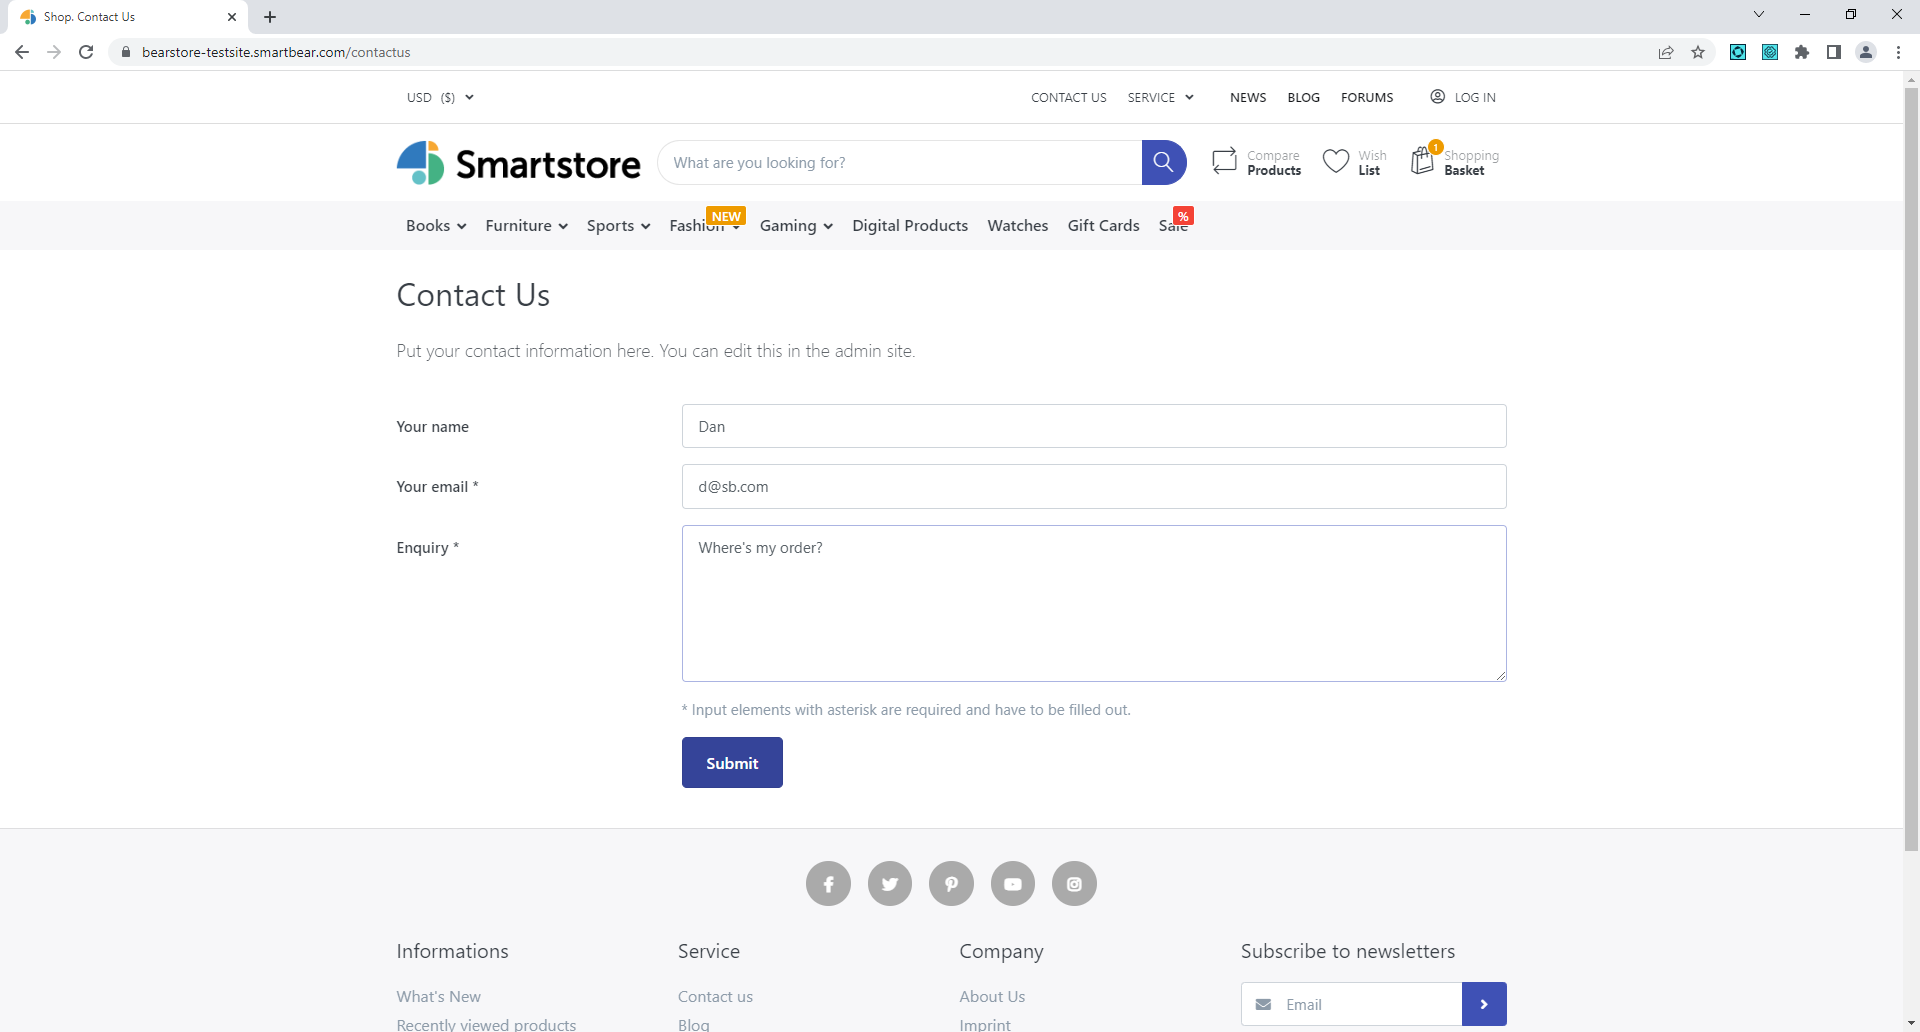 Shop. Contact Us
bearstore-testsite.smartbear.com/contactus
USD ($)
CONTACT US SERVICE NEWS BLOG FORUMS LOG IN
Smartstore
What are you looking for?
Compare Products
Wish List
1
Shopping Basket
Books Furniture Sports Fashion NEW Gaming Digital Products Watches Gift Cards Sale %
Contact Us
Put your contact information here. You can edit this in the admin site.
Your name
Dan
Your email *
d@sb.com
Enquiry *
Where's my order?
* Input elements with asterisk are required and have to be filled out.
Submit
Informations Service Company Subscribe to newsletters
What's New Contact us About Us Email
Recently viewed products Blog Imprint